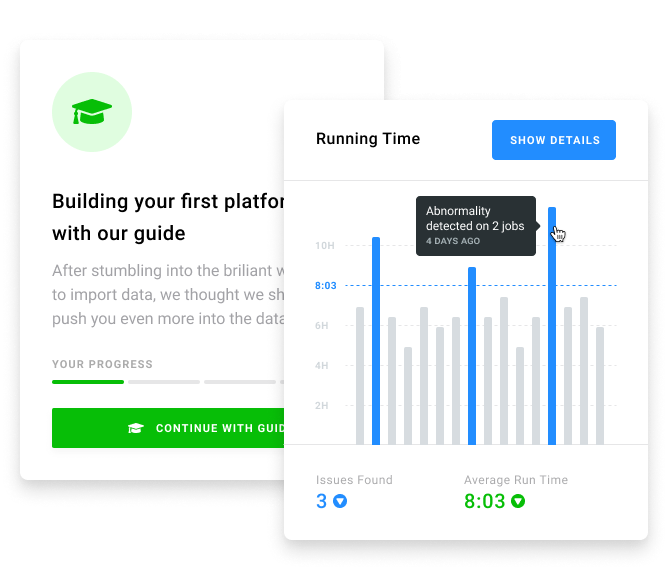 Building your first platfor
with our guide
After stumbling into the briliant w
to import data, we thought we sh
push you even more into the data
YOUR PROGRESS
CONTINUE WITH GUID
Running Time
SHOW DETAILS
Abnormality
detected on 2 jobs
4 DAYS AGO
10H
8:03
6H
4H
2H
Issues Found
3
Average Run Time
8:03